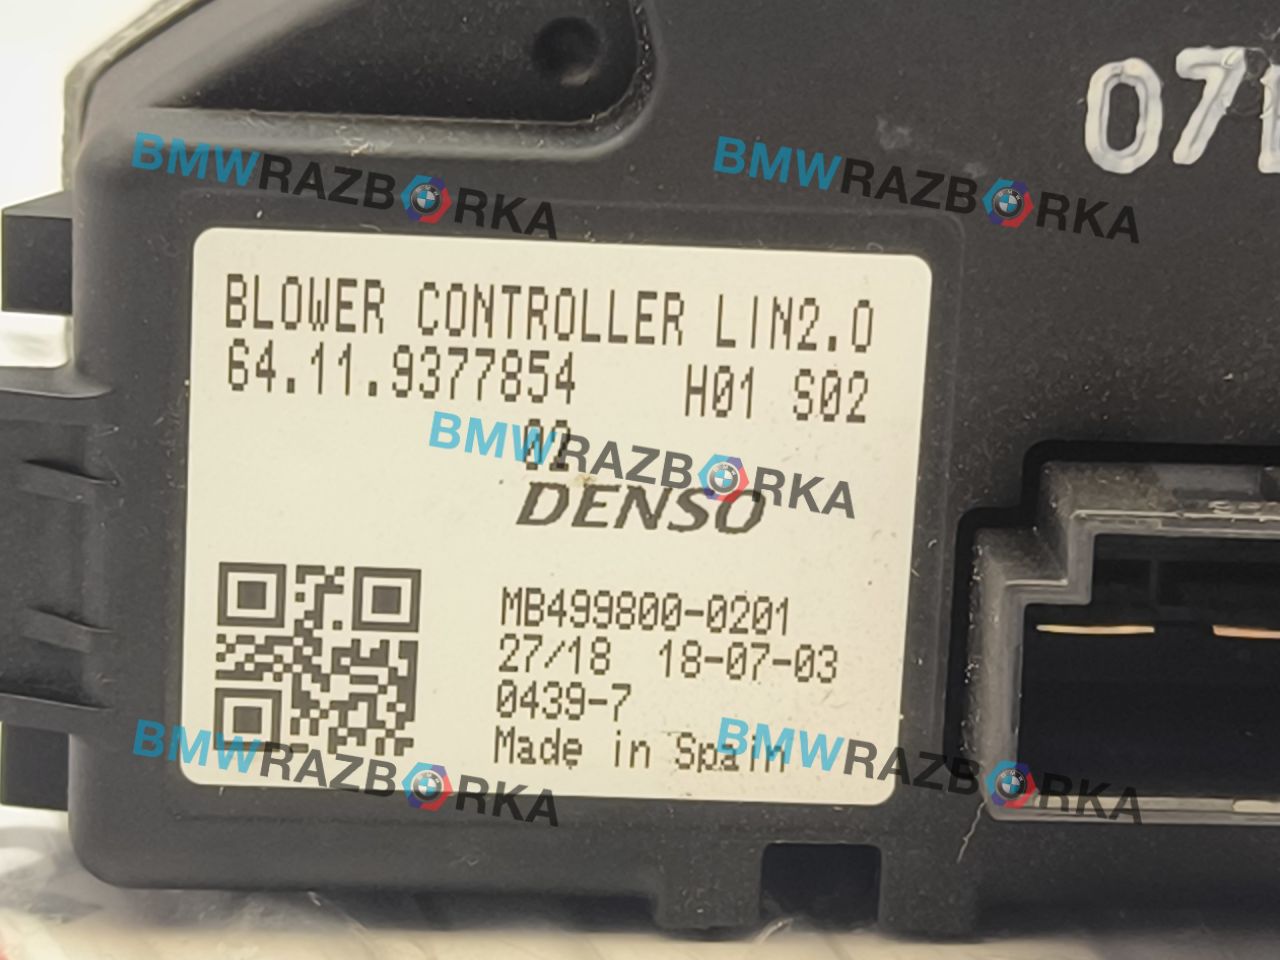 07
BMWRAZBORKA
BMWRAZBORKA
BLOWER CONTROLLER LIN2.0
64.11.9377854 H01 S02
02
BMWRAZBORKA
DENSO
MB499800-0201
27/18 18-07-03
0439-7
Made in Spain
BMWRAZBORKA
BMWRAZBORKA